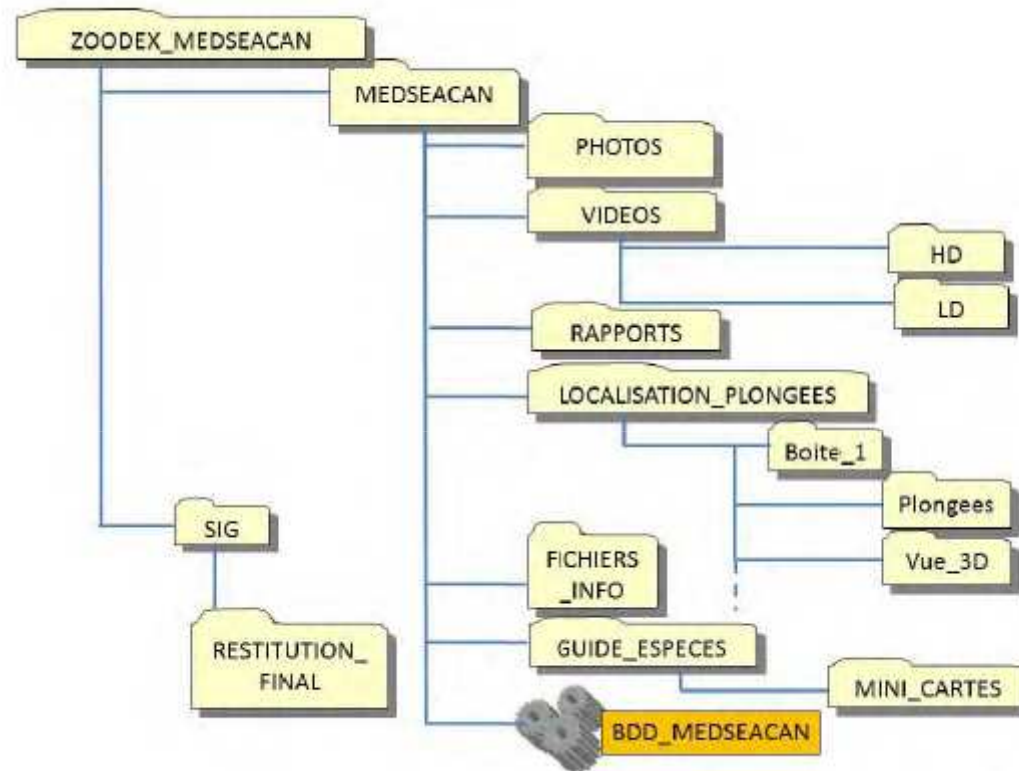 ZOODEX_MEDSEACAN
MEDSEACAN
PHOTOS
VIDEOS
HD
LD
RAPPORTS
LOCALISATION_PLONGEES
Boite_1
Plongees
SIG
Vue_3D
FICHIERS
_INFO
RESTITUTION_
FINAL
GUIDE_ESPECES
MINI_CARTES
BDD_MEDSEACAN